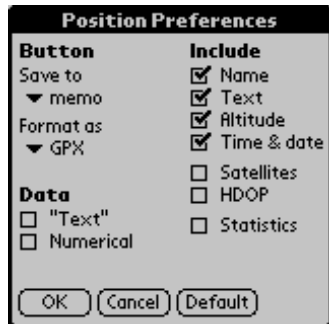 Position Preferences
Button
Save to
memo
Format as
GPX
Data
"Text"
Numerical
Include
Name
Text
Altitude
Time & date
Satellites
HDOP
Statistics
OK
Cancel
Default